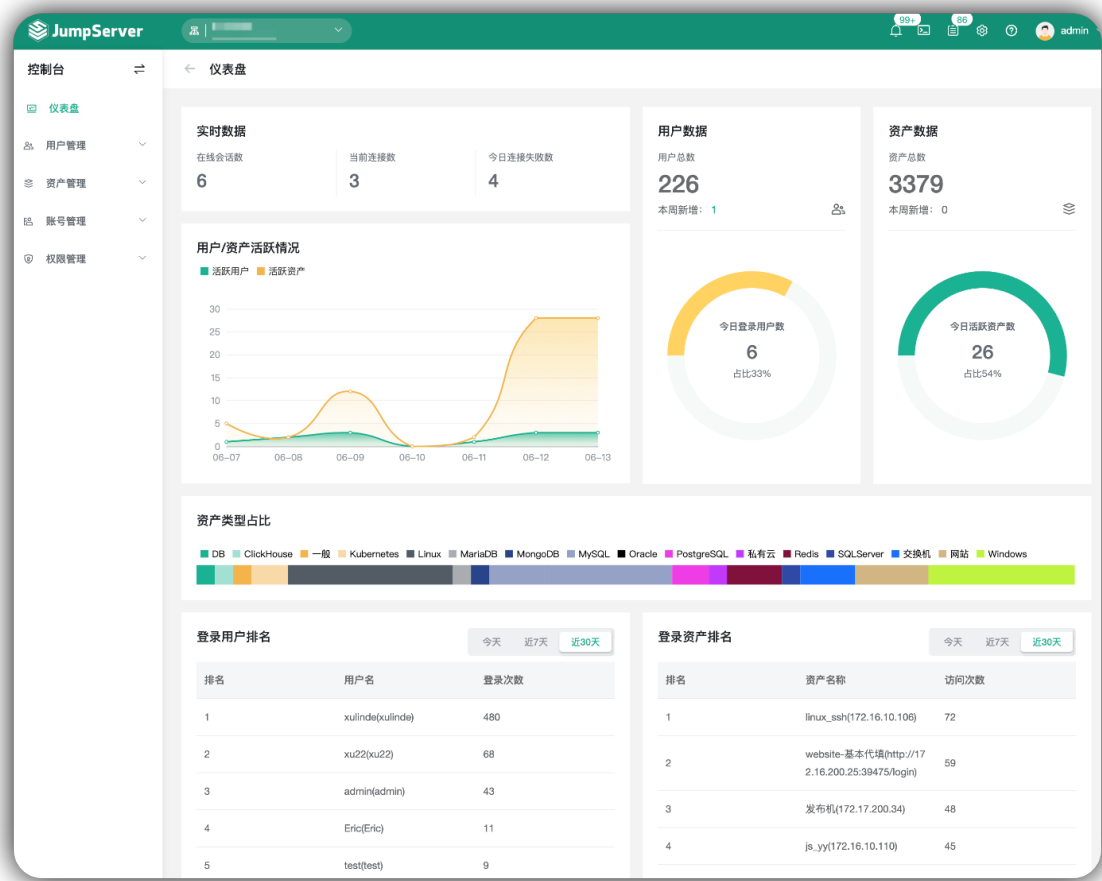 JumpServer
99+
86
admin
控制台
仪表盘
仪表盘
用户管理
资产管理
账号管理
权限管理
实时数据
在线会话数 当前连接数 今日连接失败数
6 3 4
用户数据
用户总数
226
本周新增: 1
今日登录用户数
6
占比33%
资产数据
资产总数
3379
本周新增: 0
今日活跃资产数
26
占比54%
用户/资产活跃情况
活跃用户 活跃资产
30
25
20
15
10
5
0
06-07 06-08 06-09 06-10 06-11 06-12 06-13
资产类型占比
DB ClickHouse 一般 Kubernetes Linux MariaDB MongoDB MySQL Oracle PostgreSQL 私有云 Redis SQLServer 交换机 网站 Windows
登录用户排名
今天 近7天 近30天
排名 用户名 登录次数
1 xulinde(xulinde) 480
2 xu22(xu22) 68
3 admin(admin) 43
4 Eric(Eric) 11
5 test(test) 9
登录资产排名
今天 近7天 近30天
排名 资产名称 访问次数
1 linux_ssh(172.16.10.106) 72
2 website-基本代填(http://17
2.16.200.25:39475/login) 59
3 发布机(172.17.200.34) 48
4 js_yy(172.16.10.110) 45